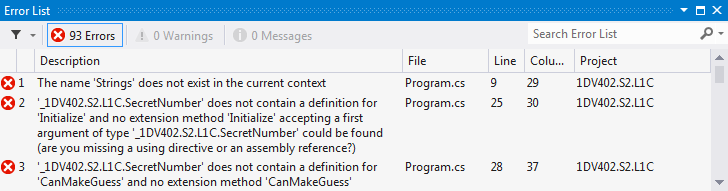 Error List
93 Errors 0 Warnings 0 Messages Search Error List
Description File Line Colu... Project
1 The name 'Strings' does not exist in the current context Program.cs 9 29 1DV402.S2.L1C
2 '_1DV402.S2.L1C.SecretNumber' does not contain a definition for Program.cs 25 30 1DV402.S2.L1C
'Initialize' and no extension method 'Initialize' accepting a first
argument of type '_1DV402.S2.L1C.SecretNumber' could be found
(are you missing a using directive or an assembly reference?)
3 '_1DV402.S2.L1C.SecretNumber' does not contain a definition for Program.cs 28 37 1DV402.S2.L1C
'CanMakeGuess' and no extension method 'CanMakeGuess'